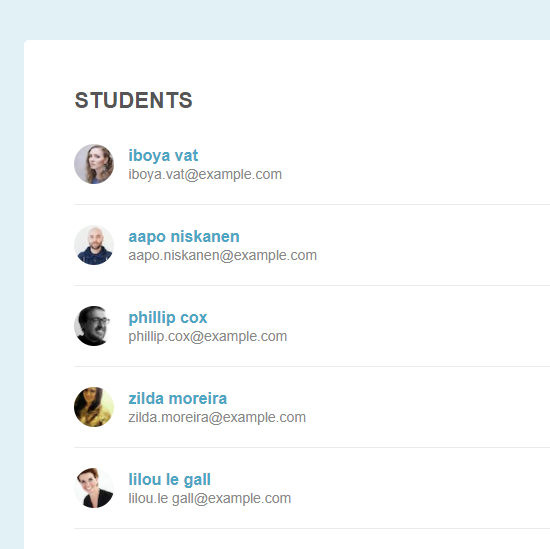 STUDENTS
iboya vat
iboya.vat@example.com
aapo niskanen
aapo.niskanen@example.com
phillip cox
phillip.cox@example.com
zilda moreira
zilda.moreira@example.com
lilou le gall
lilou.le gall@example.com